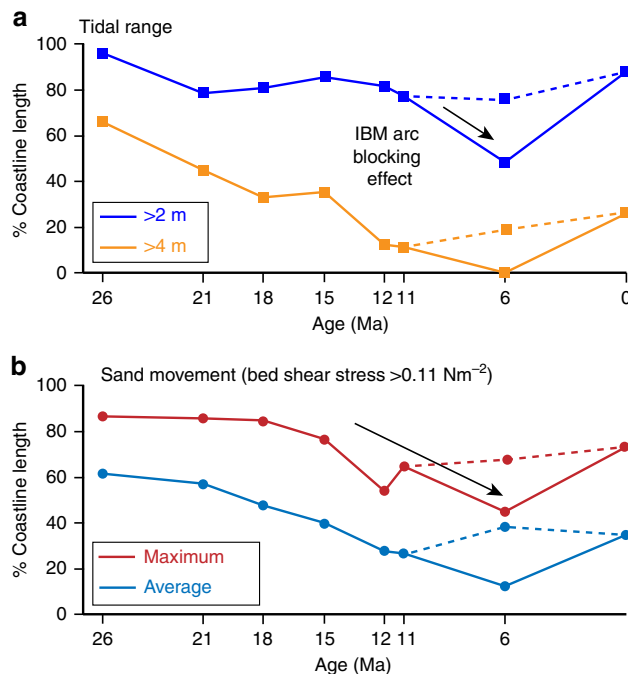 a
Tidal range
100
80
60
40
20
0
% Coastline length
IBM arc
blocking
effect
>2 m
>4 m
26
21
18
15
12
11
6
0
Age (Ma)
b
Sand movement (bed shear stress >0.11 Nm⁻²)
100
80
60
40
20
0
% Coastline length
Maximum
Average
26
21
18
15
12
11
6
Age (Ma)